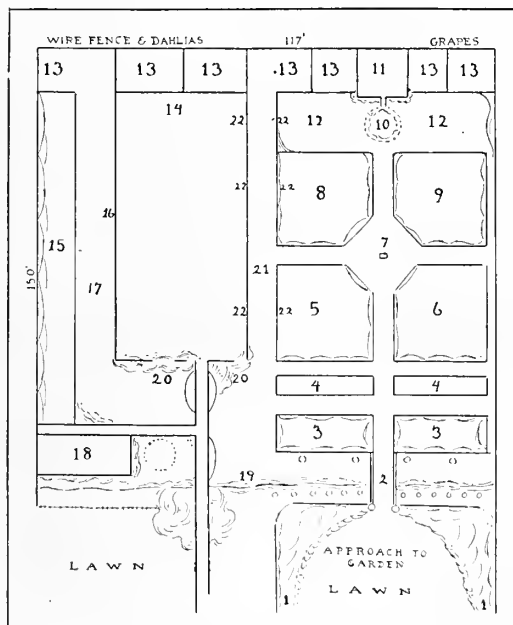 WIRE FENCE & DAHLIAS 117' GRAPES
13 13 13 13 13 11 13 13
14 22 22 12 10 12
22 22 8 9
15 16
7
17 21
150'
22 22 5 6
20 20 4 4
3 3
18
19 2
LAWN APPROACH TO
GARDEN
LAWN
1 1